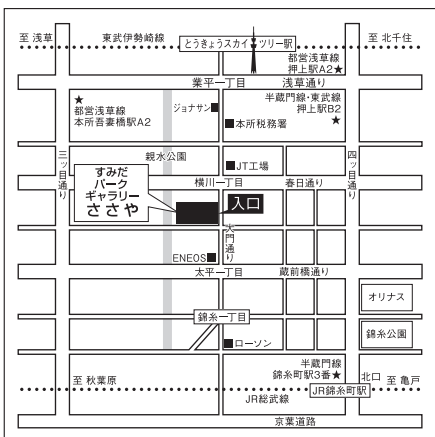 至 浅草
東武伊勢崎線
とうきょうスカイツリー駅
至 北千住
都営浅草線
押上駅A2★
業平一丁目
浅草通り
★
都営浅草線
本所吾妻橋駅A2
ジョナサン■
■本所税務署
半蔵門線・東武線
押上駅B2
★
三ッ目通り
四ッ目通り
親水公園
■JT工場
横川一丁目
春日通り
すみだ
パーク
ギャラリー
ささや
入口
大門通り
ENEOS■
太平一丁目
蔵前橋通り
オリナス
錦糸一丁目
錦糸公園
■ローソン
半蔵門線
錦糸町駅3番★
北口
至 秋葉原
至 亀戸
JR錦糸町駅
JR総武線
京葉道路